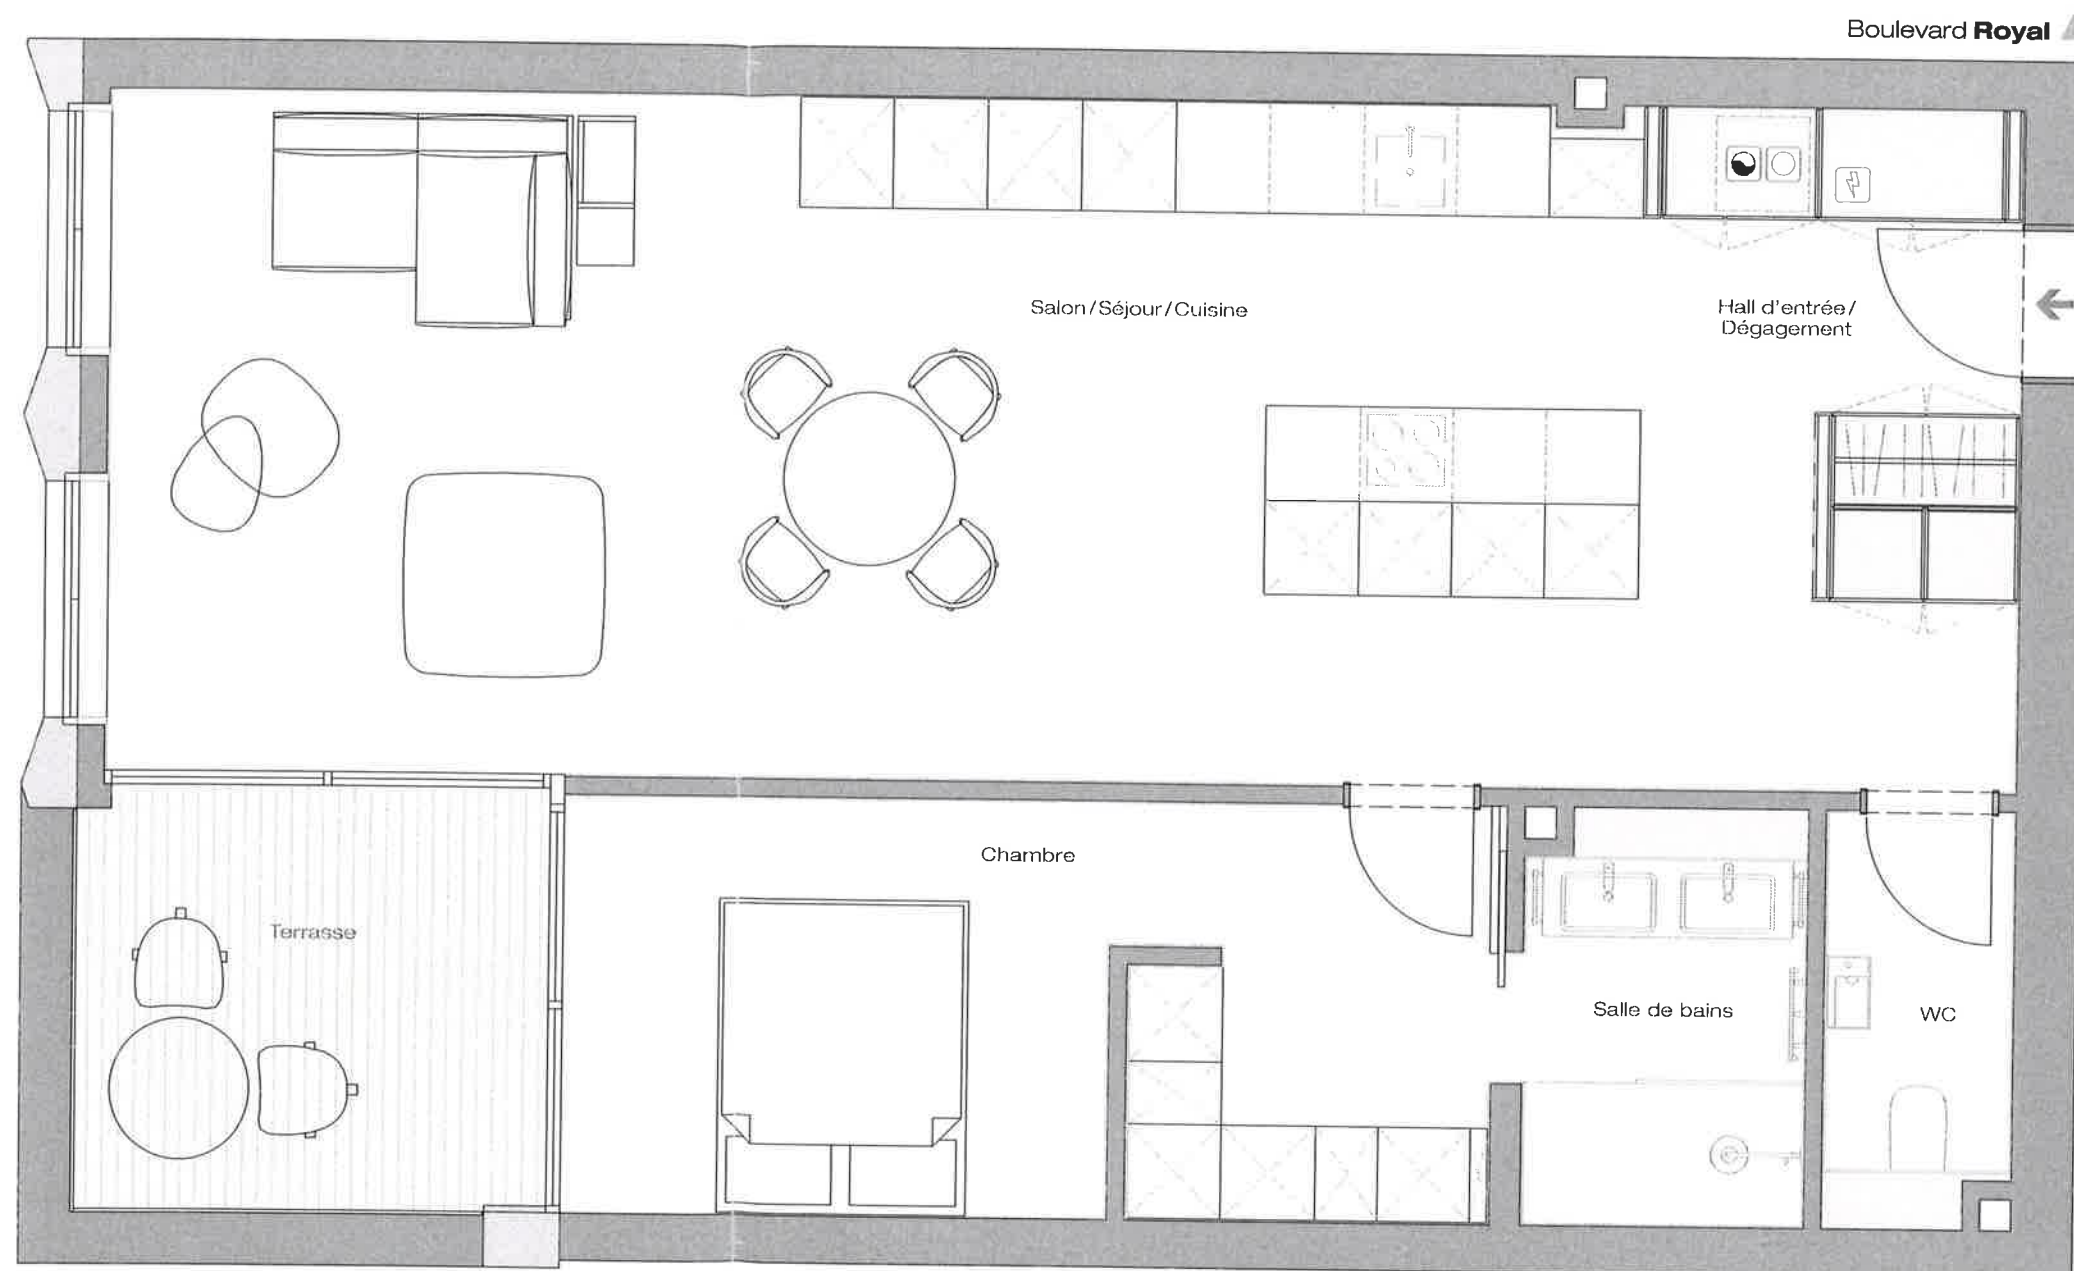 Boulevard Royal
Salon/Séjour/Cuisine
Hall d'entrée/
Dégagement
Chambre
Terrasse
Salle de bains
WC